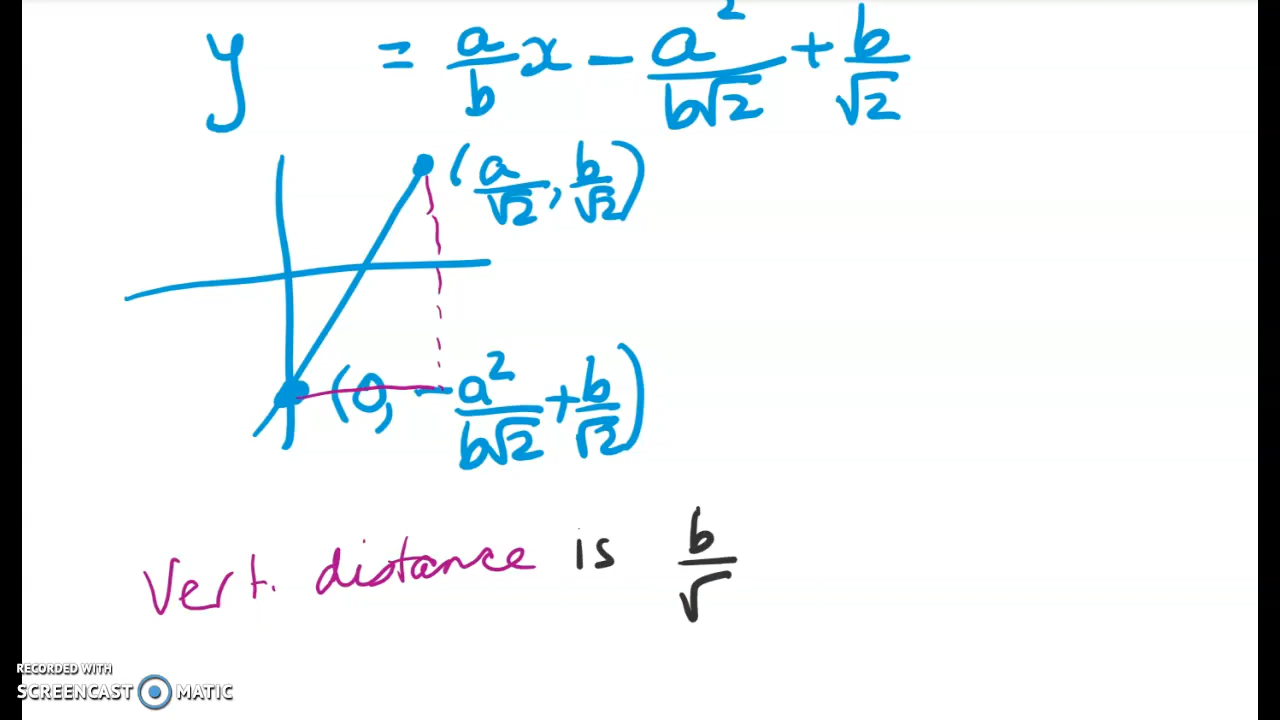 y = a/b x − a²/(b√2) + b/√2
(a/√2, b/√2)
(0, − a²/(b√2) + b/√2)
Vert. distance is b/√
RECORDED WITH
SCREENCAST MATIC